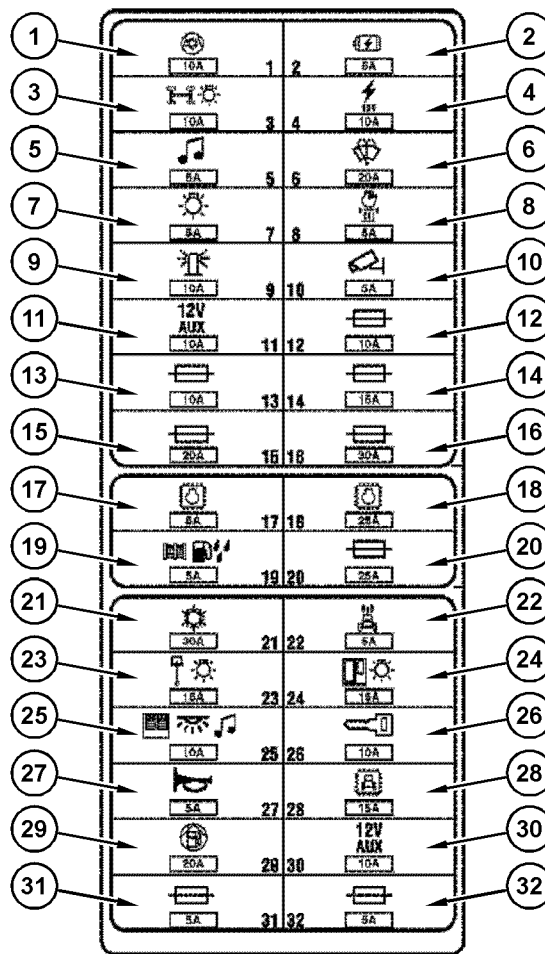 1 2
10A 1 2 5A
3 4
10V
10A 3 4 10A
5 6
5A 5 6 20A
7 8
5A 7 8 5A
9 10
10A 9 10 5A
11 12V AUX 12
10A 11 12 10A
13 14
10A 13 14 15A
15 16
20A 15 16 30A
17 18
5A 17 18 25A
19 20
5A 19 20 25A
21 22
30A 21 22 5A
23 24
15A 23 24 15A
25 26
10A 25 26 10A
27 28
5A 27 28 15A
29 12V AUX 30
20A 29 30 10A
31 32
5A 31 32 5A